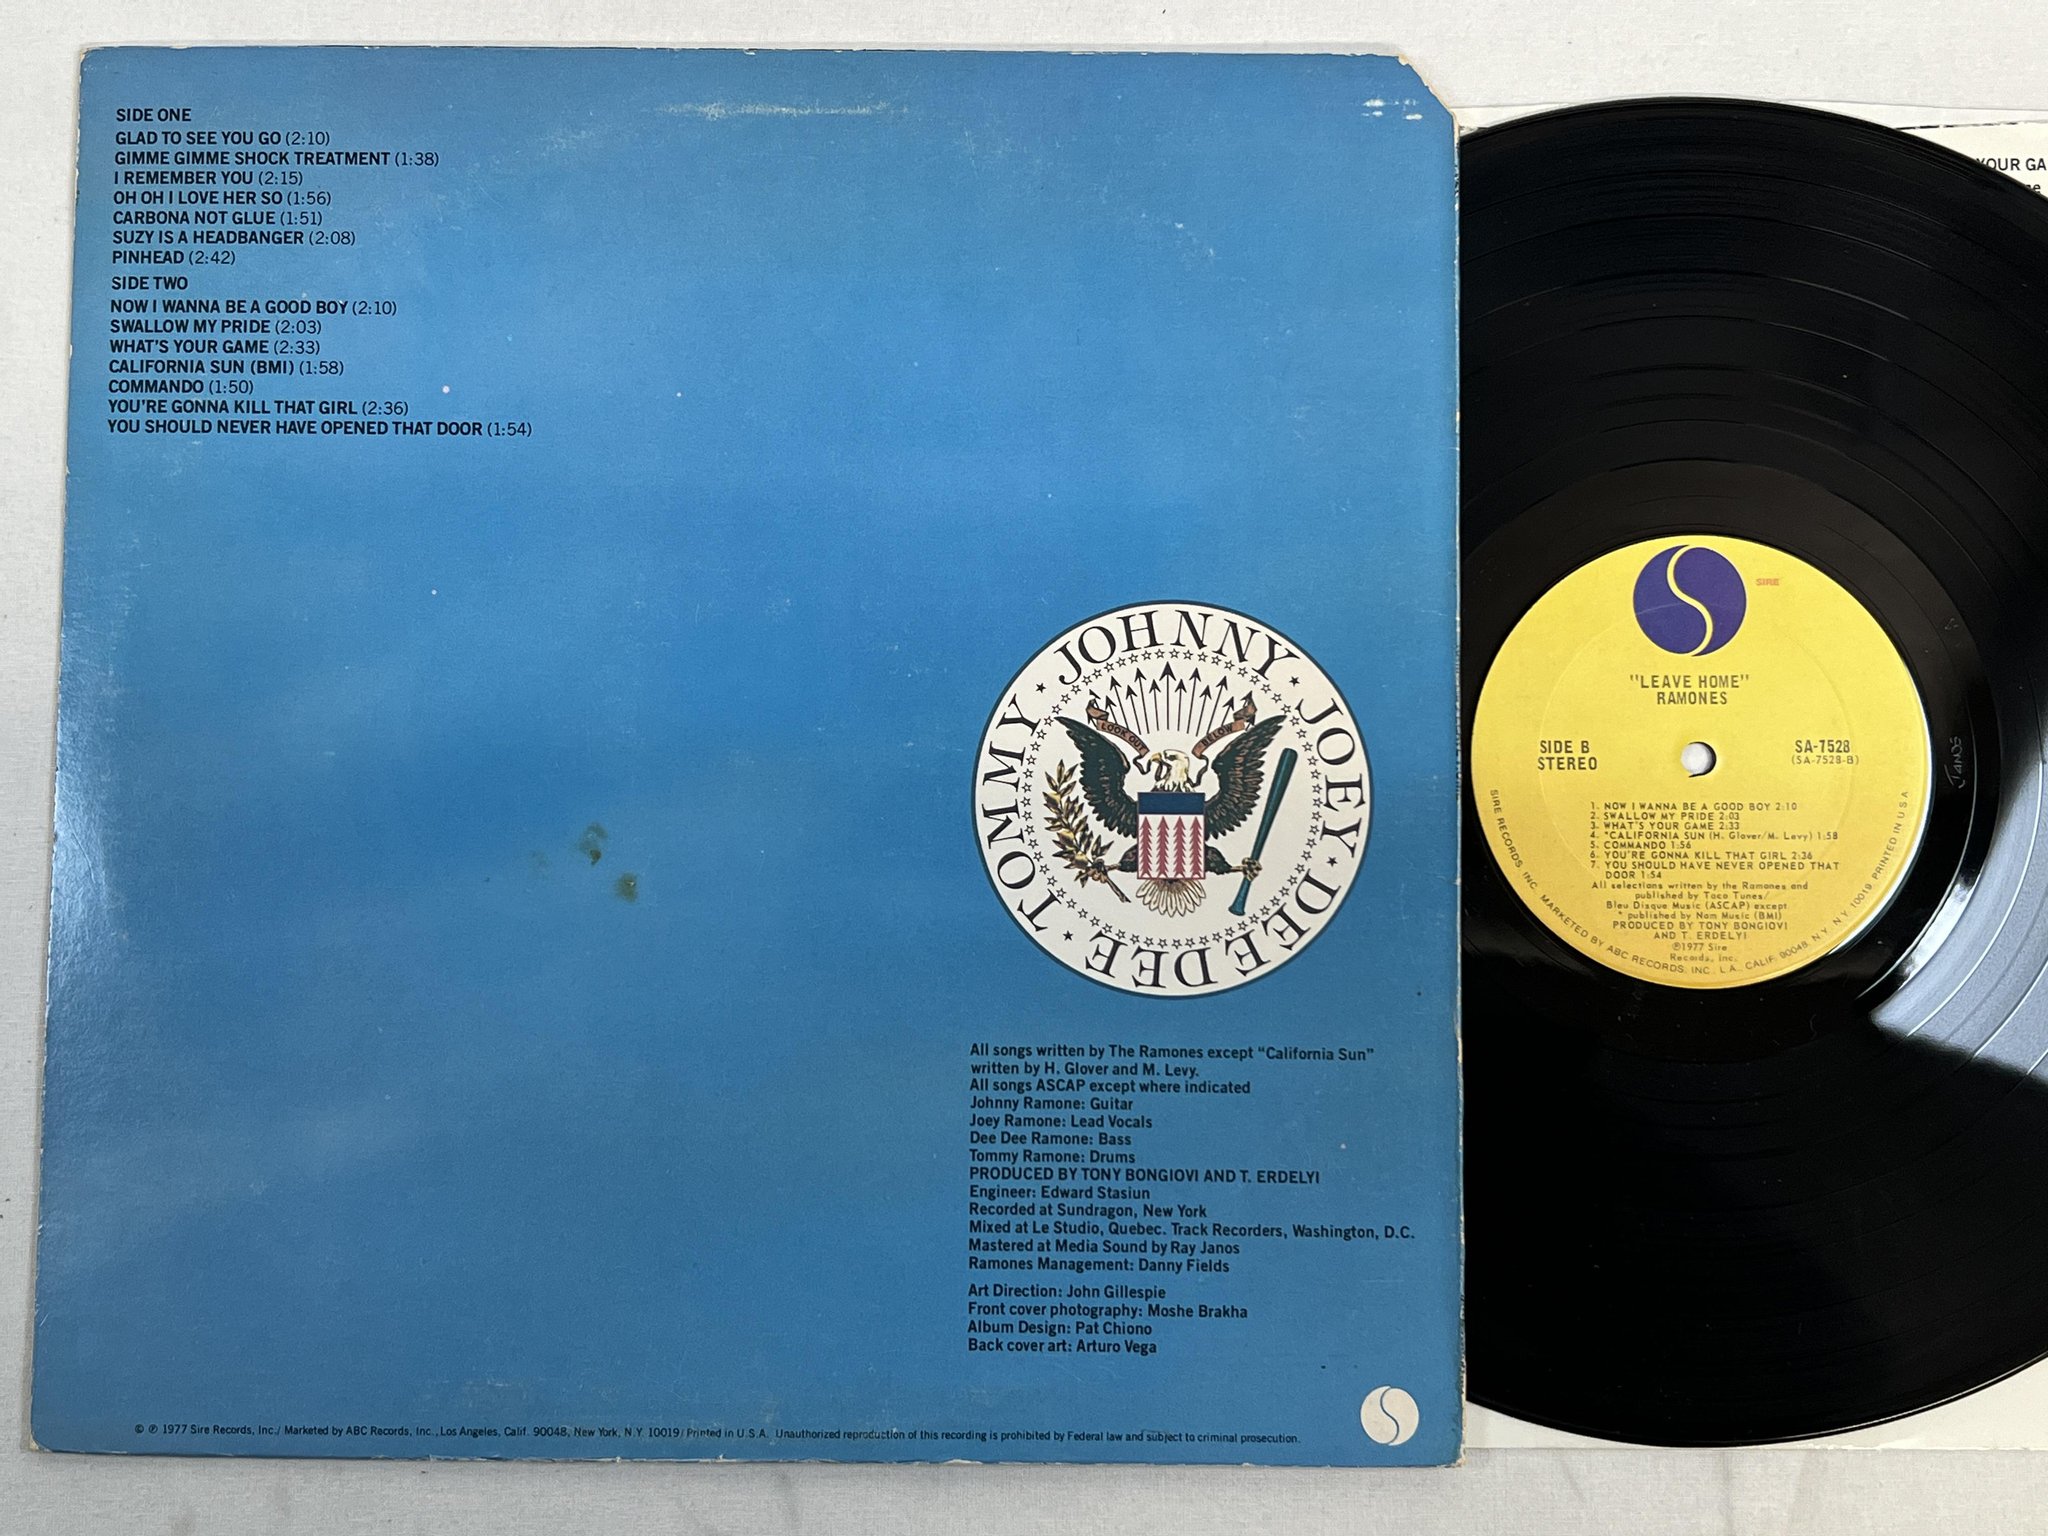 SIDE ONE
GLAD TO SEE YOU GO (2:10)
GIMME GIMME SHOCK TREATMENT (1:38)
I REMEMBER YOU (2:15)
OH OH I LOVE HER SO (1:56)
CARBONA NOT GLUE (1:51)
SUZY IS A HEADBANGER (2:08)
PINHEAD (2:42)
SIDE TWO
NOW I WANNA BE A GOOD BOY (2:10)
SWALLOW MY PRIDE (2:03)
WHAT'S YOUR GAME (2:33)
CALIFORNIA SUN (BMI) (1:58)
COMMANDO (1:50)
YOU'RE GONNA KILL THAT GIRL (2:36)
YOU SHOULD NEVER HAVE OPENED THAT DOOR (1:54)
JOHNNY · JOEY · DEE DEE · TOMMY ·
LOOK OUT BELOW
All songs written by The Ramones except "California Sun"
written by H. Glover and M. Levy.
All songs ASCAP except where indicated
Johnny Ramone: Guitar
Joey Ramone: Lead Vocals
Dee Dee Ramone: Bass
Tommy Ramone: Drums
PRODUCED BY TONY BONGIOVI AND T. ERDELYI
Engineer: Edward Stasiun
Recorded at Sundragon, New York
Mixed at Le Studio, Quebec. Track Recorders, Washington, D.C.
Mastered at Media Sound by Ray Janos
Ramones Management: Danny Fields
Art Direction: John Gillespie
Front cover photography: Moshe Brakha
Album Design: Pat Chiono
Back cover art: Arturo Vega
© ℗ 1977 Sire Records, Inc./ Marketed by ABC Records, Inc., Los Angeles, Calif. 90048, New York, N.Y. 10019/ Printed in U.S.A. Unauthorized reproduction of this recording is prohibited by Federal law and subject to criminal prosecution.
YOUR GA
SIRE
"LEAVE HOME"
RAMONES
SIDE B
STEREO
SA-7528
(SA-7528-B)
1. NOW I WANNA BE A GOOD BOY 2:10
2. SWALLOW MY PRIDE 2:03
3. WHAT'S YOUR GAME 2:33
4. *CALIFORNIA SUN (H. Glover/M. Levy) 1:58
5. COMMANDO 1:56
6. YOU'RE GONNA KILL THAT GIRL 2:36
7. YOU SHOULD HAVE NEVER OPENED THAT
DOOR 1:54
All selections written by the Ramones and
published by Taco Tunes/
Bleu Disque Music (ASCAP) except
* published by Nom Music (BMI)
PRODUCED BY TONY BONGIOVI
AND T. ERDELYI
℗1977 Sire
Records, Inc.
SIRE RECORDS, INC. MARKETED BY ABC RECORDS, INC. L.A., CALIF. 90048, N.Y. N.Y. 10019. PRINTED IN U.S.A.
JANOS